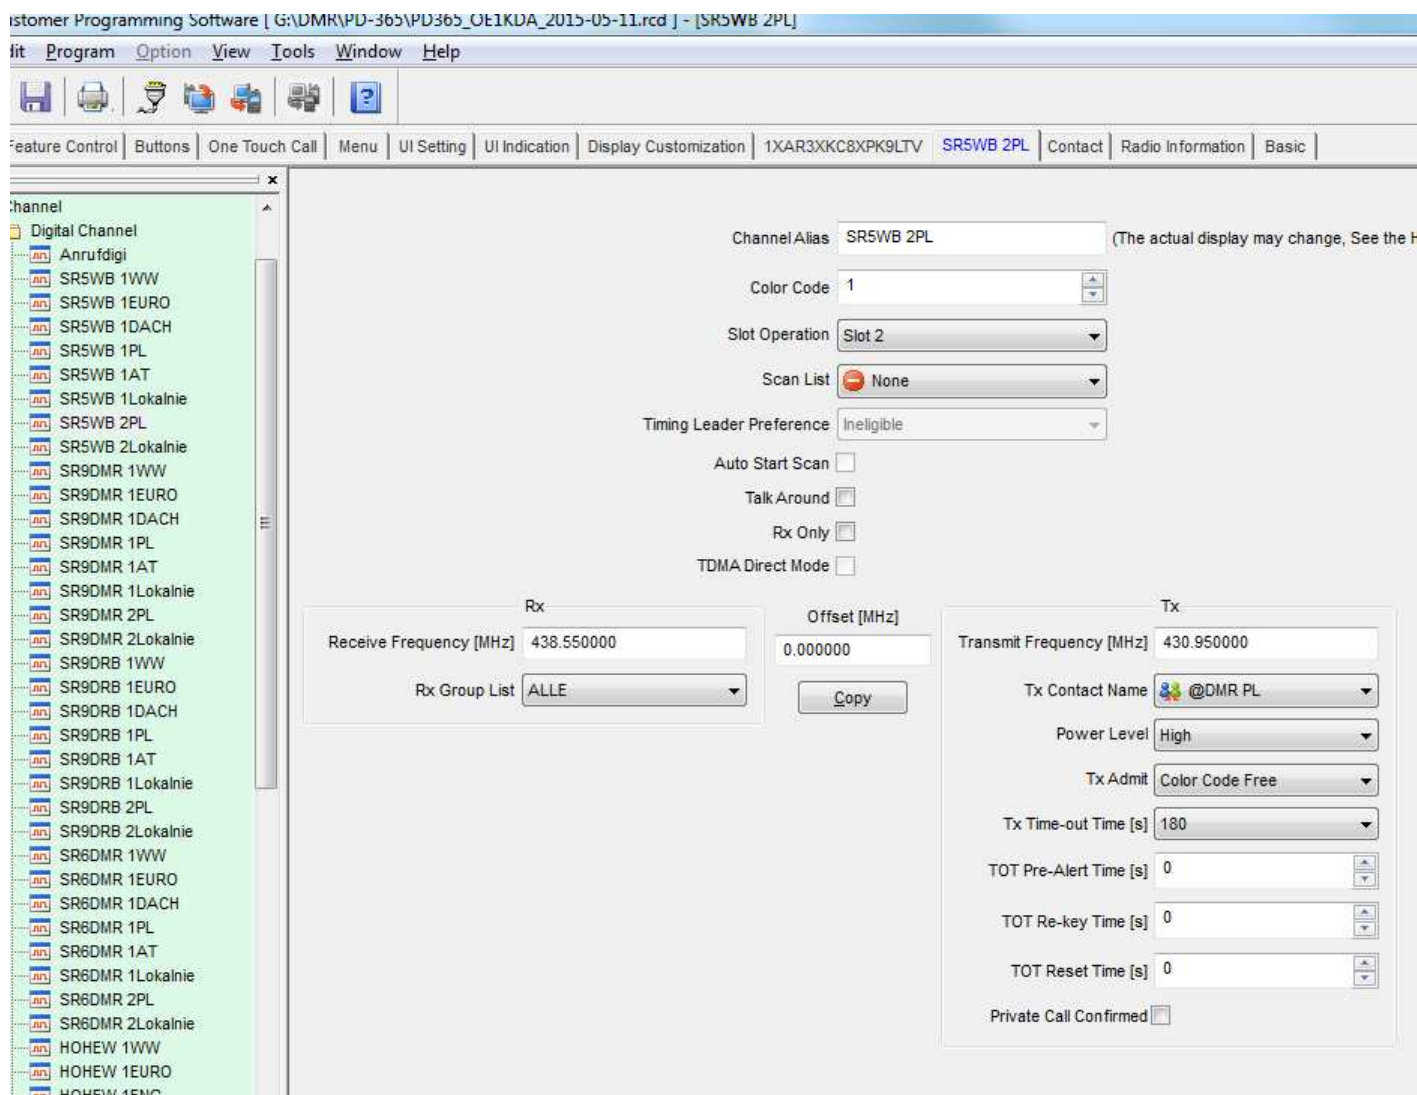 ustomer Programming Software [ G:\DMR\PD-365\PD365_OE1KDA_2015-05-11.rcd ] - [SR5WB 2PL]
dit Program Option View Tools Window Help
Feature Control Buttons One Touch Call Menu UI Setting UI Indication Display Customization 1XAR3XKC8XPK9LTV SR5WB 2PL Contact Radio Information Basic
x
Channel
Digital Channel
Anrufdigi
SR5WB 1WW
SR5WB 1EURO
SR5WB 1DACH
SR5WB 1PL
SR5WB 1AT
SR5WB 1Lokalnie
SR5WB 2PL
SR5WB 2Lokalnie
SR9DMR 1WW
SR9DMR 1EURO
SR9DMR 1DACH
SR9DMR 1PL
SR9DMR 1AT
SR9DMR 1Lokalnie
SR9DMR 2PL
SR9DMR 2Lokalnie
SR9DRB 1WW
SR9DRB 1EURO
SR9DRB 1DACH
SR9DRB 1PL
SR9DRB 1AT
SR9DRB 1Lokalnie
SR9DRB 2PL
SR9DRB 2Lokalnie
SR6DMR 1WW
SR6DMR 1EURO
SR6DMR 1DACH
SR6DMR 1PL
SR6DMR 1AT
SR6DMR 1Lokalnie
SR6DMR 2PL
SR6DMR 2Lokalnie
HOHEW 1WW
HOHEW 1EURO
Channel Alias SR5WB 2PL (The actual display may change, See the H
Color Code 1
Slot Operation Slot 2
Scan List None
Timing Leader Preference Ineligible
Auto Start Scan
Talk Around
Rx Only
TDMA Direct Mode
Rx
Receive Frequency [MHz] 438.550000
Rx Group List ALLE
Offset [MHz]
0.000000
Copy
Tx
Transmit Frequency [MHz] 430.950000
Tx Contact Name @DMR PL
Power Level High
Tx Admit Color Code Free
Tx Time-out Time [s] 180
TOT Pre-Alert Time [s] 0
TOT Re-key Time [s] 0
TOT Reset Time [s] 0
Private Call Confirmed